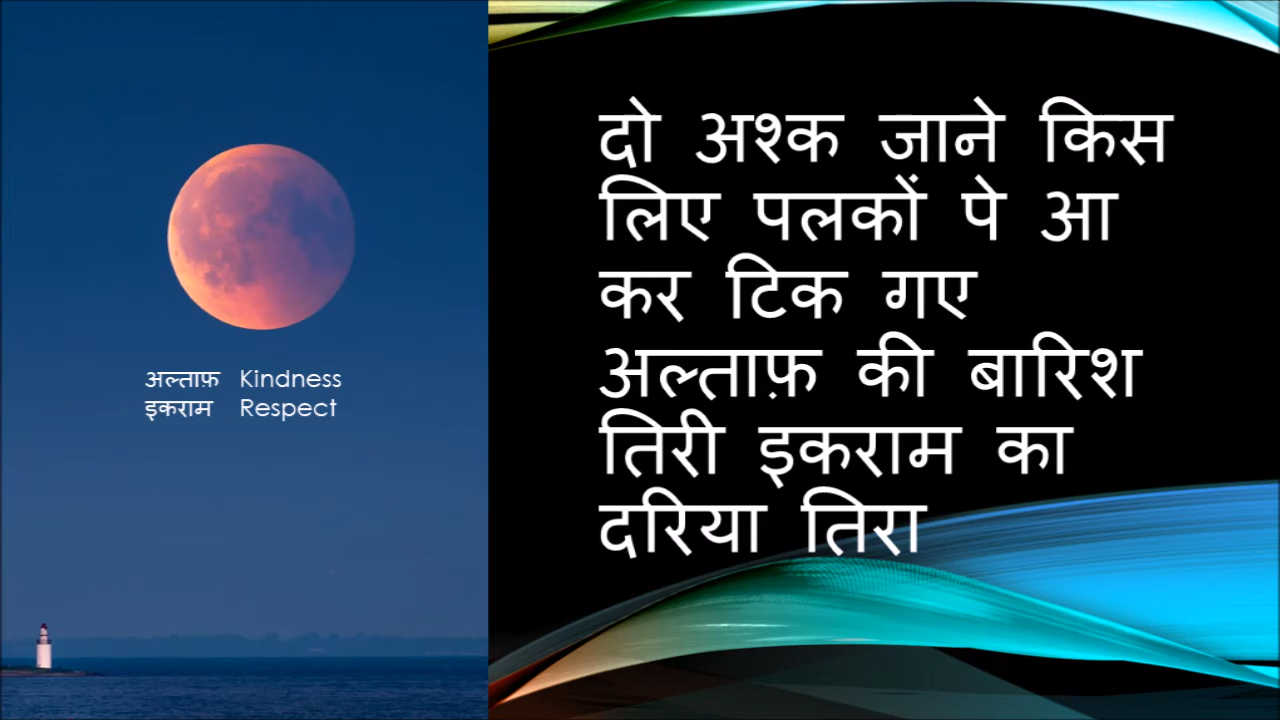 अल्ताफ़ Kindness
इकराम Respect
दो अश्क जाने किस
लिए पलकों पे आ
कर टिक गए
अल्ताफ़ की बारिश
तिरी इकराम का
दरिया तिरा